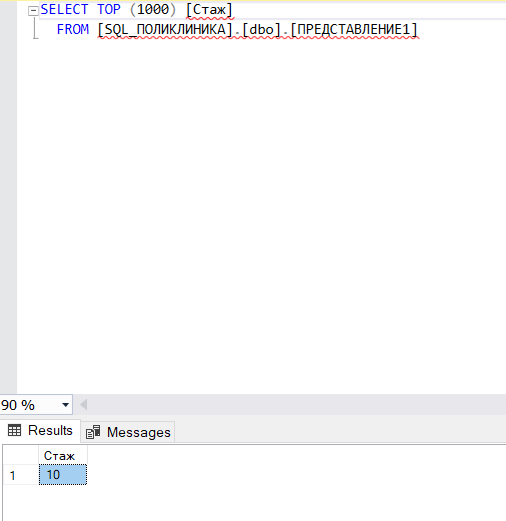 SELECT TOP (1000) [Стаж]
FROM [SQL_ПОЛИКЛИНИКА].[dbo].[ПРЕДСТАВЛЕНИЕ1]
90 %
Results Messages
Стаж
1 10